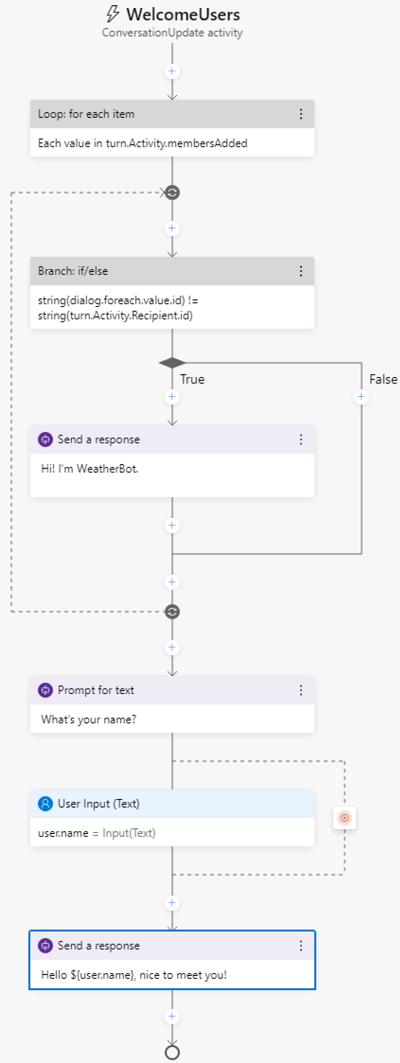 WelcomeUsers
ConversationUpdate activity
Loop: for each item
Each value in turn.Activity.membersAdded
Branch: if/else
string(dialog.foreach.value.id) !=
string(turn.Activity.Recipient.id)
True
False
Send a response
Hi! I'm WeatherBot.
Prompt for text
What's your name?
User Input (Text)
user.name = Input(Text)
Send a response
Hello ${user.name}, nice to meet you!